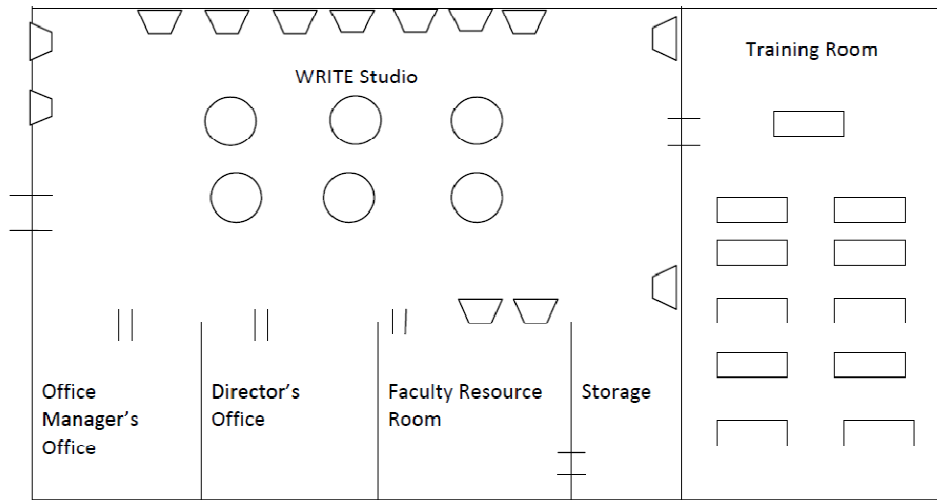 Training Room
WRITE Studio
Office
Manager's
Office
Director's
Office
Faculty Resource
Room
Storage